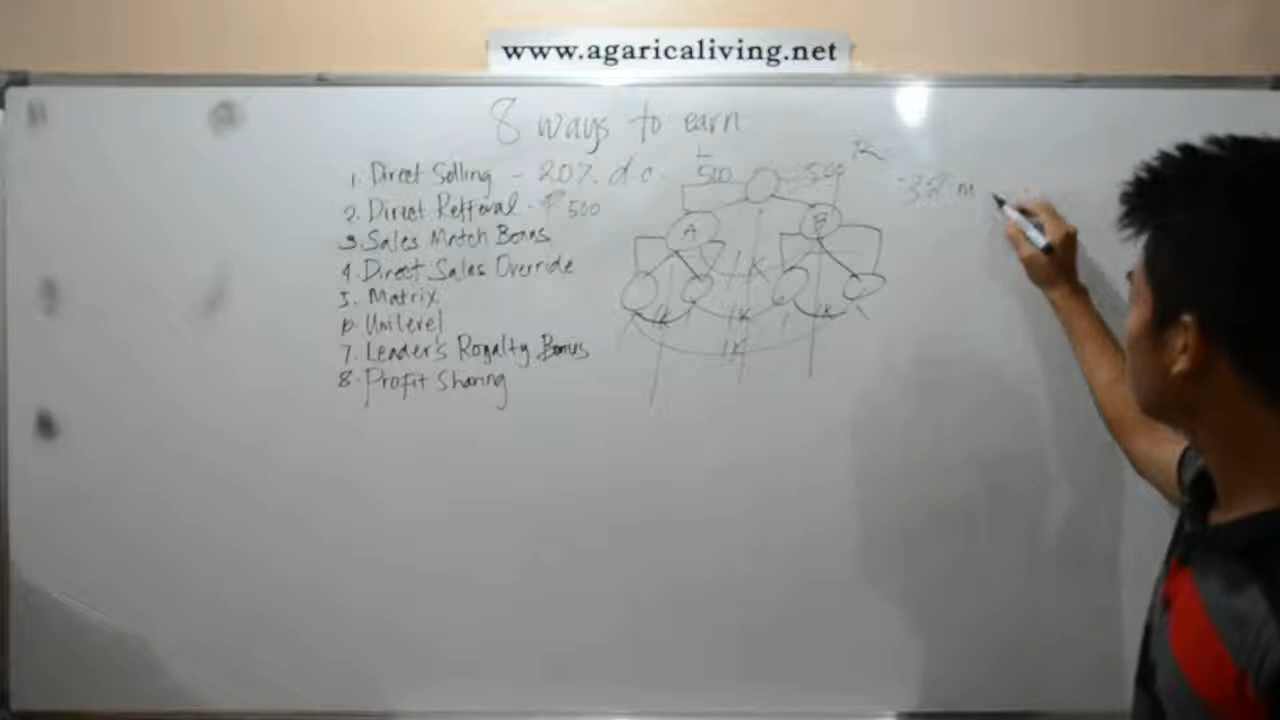 www.agaricaliving.net
8 ways to earn
1. Direct Selling - 20% d.c.
2. Direct Refferal - ₱500
3. Sales Match Bonus
4. Direct Sales Override
5. Matrix
6. Unilevel
7. Leader's Royalty Bonus
8. Profit Sharing
L
500 500
A B
1K
1K 1K
1K